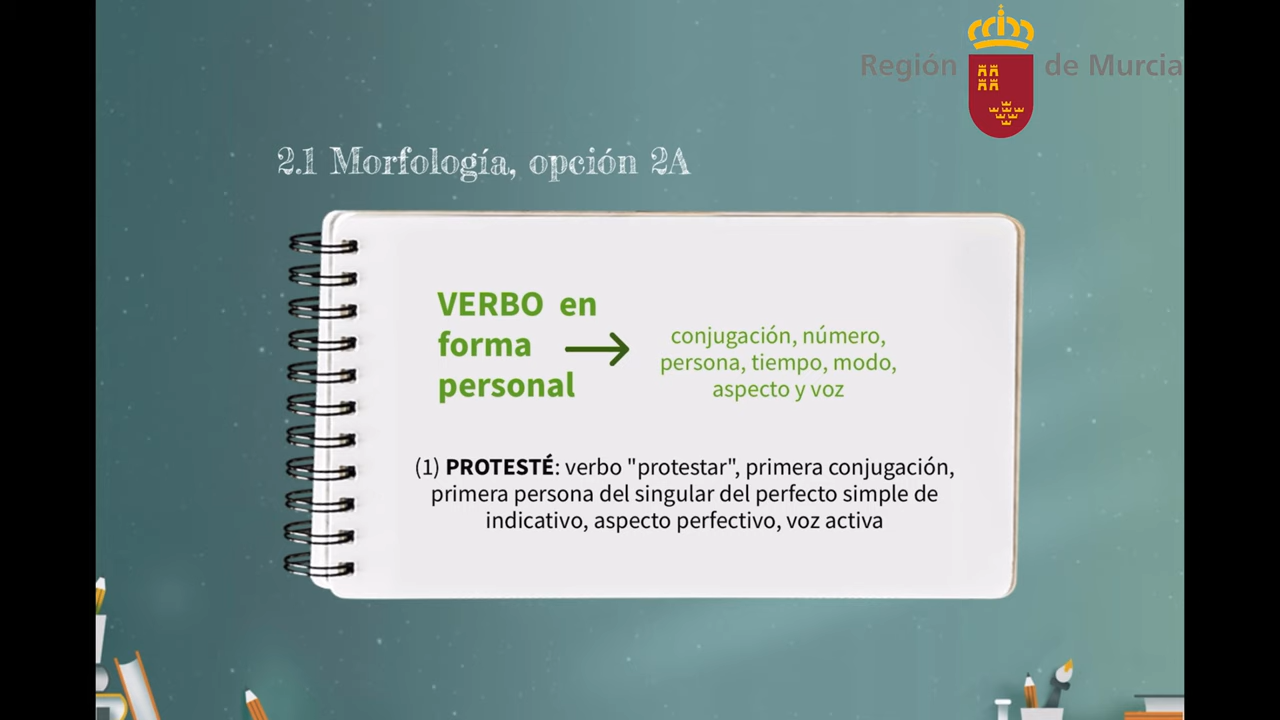 Región de Murcia
2.1 Morfología, opción 2A
VERBO en
forma
personal
conjugación, número,
persona, tiempo, modo,
aspecto y voz
(1) PROTESTÉ: verbo "protestar", primera conjugación,
primera persona del singular del perfecto simple de
indicativo, aspecto perfectivo, voz activa